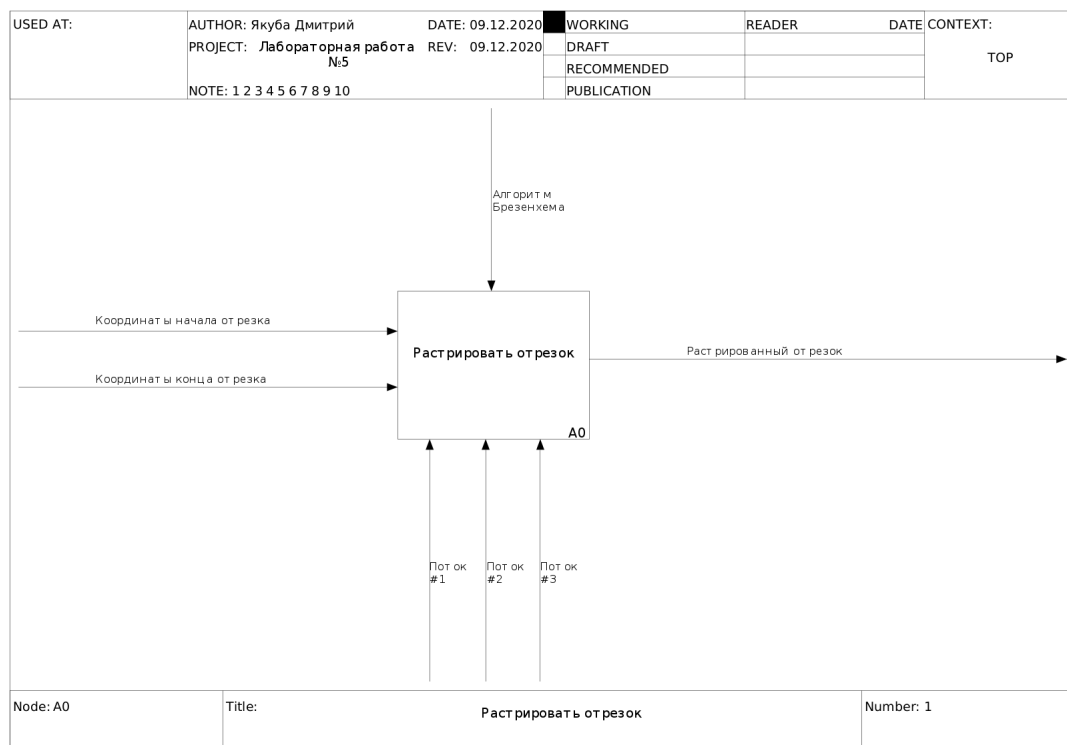 USED AT:
AUTHOR: Якуба Дмитрий
DATE: 09.12.2020
PROJECT: Лабораторная работа
№5
REV: 09.12.2020
NOTE: 1 2 3 4 5 6 7 8 9 10
WORKING
DRAFT
RECOMMENDED
PUBLICATION
READER
DATE
CONTEXT:
TOP
Алгоритм
Брезенхема
Координаты начала отрезка
Координаты конца отрезка
Растрировать отрезок
A0
Растрированный отрезок
Поток
#1
Поток
#2
Поток
#3
Node: A0
Title:
Растрировать отрезок
Number: 1